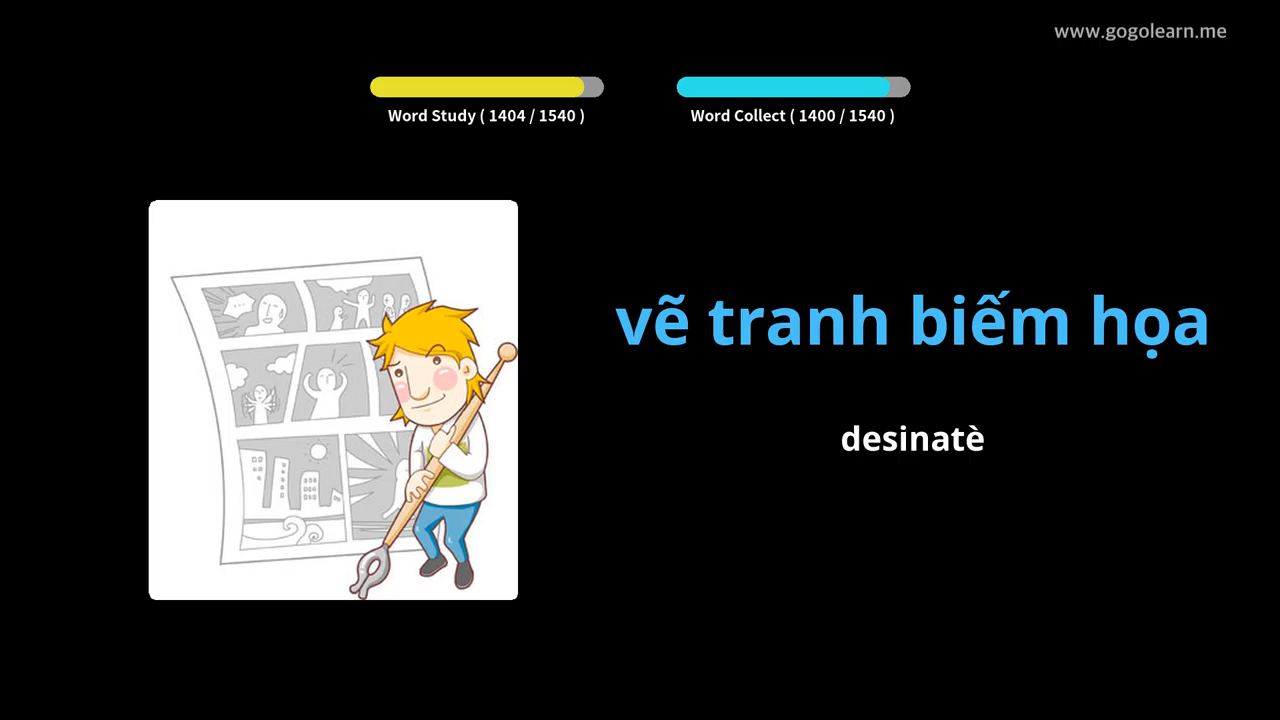 www.gogolearn.me
Word Study ( 1404 / 1540 )
Word Collect ( 1400 / 1540 )
vẽ tranh biếm họa
desinatè